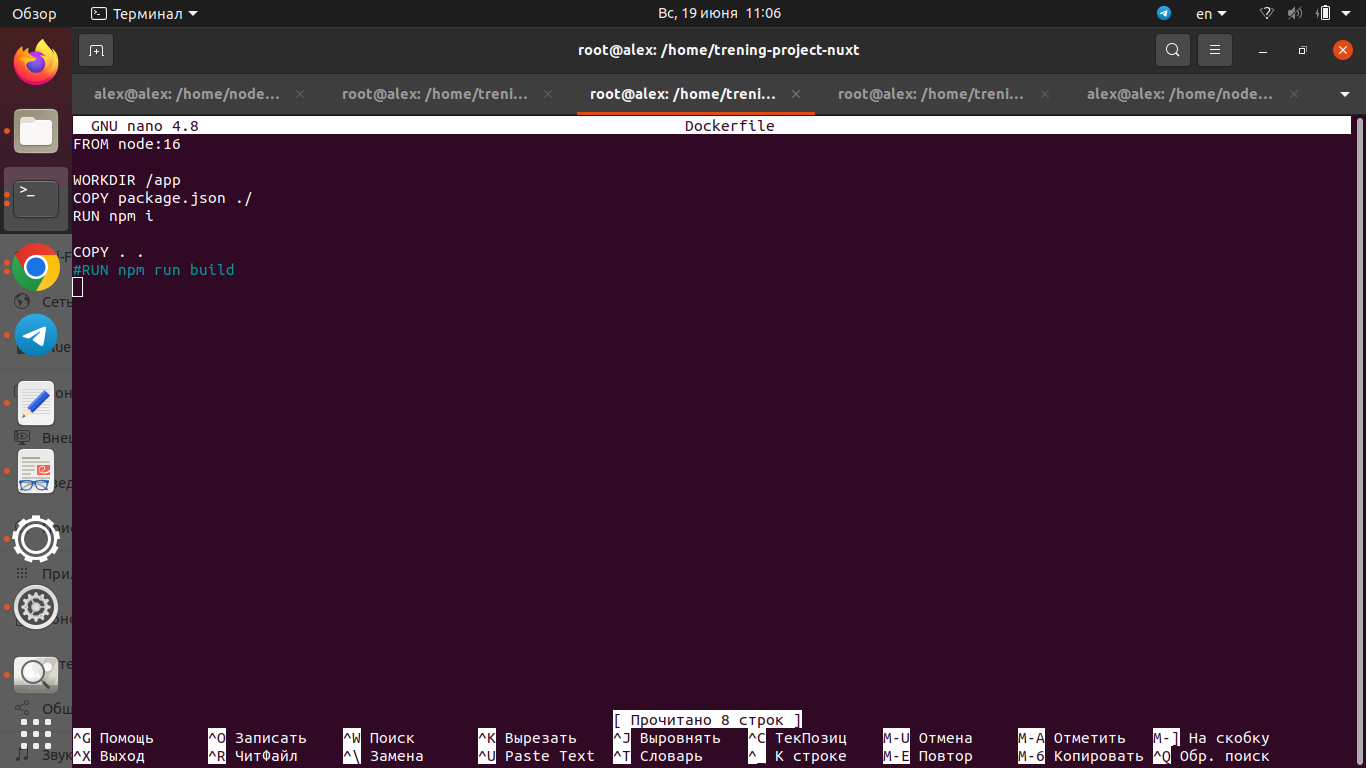 Обзор Терминал Вс, 19 июня 11:06 en
root@alex: /home/trening-project-nuxt
alex@alex: /home/node... root@alex: /home/treni... root@alex: /home/treni... root@alex: /home/treni... alex@alex: /home/node...
GNU nano 4.8 Dockerfile
FROM node:16
WORKDIR /app
COPY package.json ./
RUN npm i
COPY . .
#RUN npm run build
Сеть
[ Прочитано 8 строк ]
^G Помощь ^O Записать ^W Поиск ^K Вырезать ^J Выровнять ^C ТекПозиц M-U Отмена M-A Отметить M-] На скобку
^X Выход ^R ЧитФайл ^\ Замена ^U Paste Text ^T Словарь ^_ К строке M-E Повтор M-6 Копировать ^Q Обр. поиск